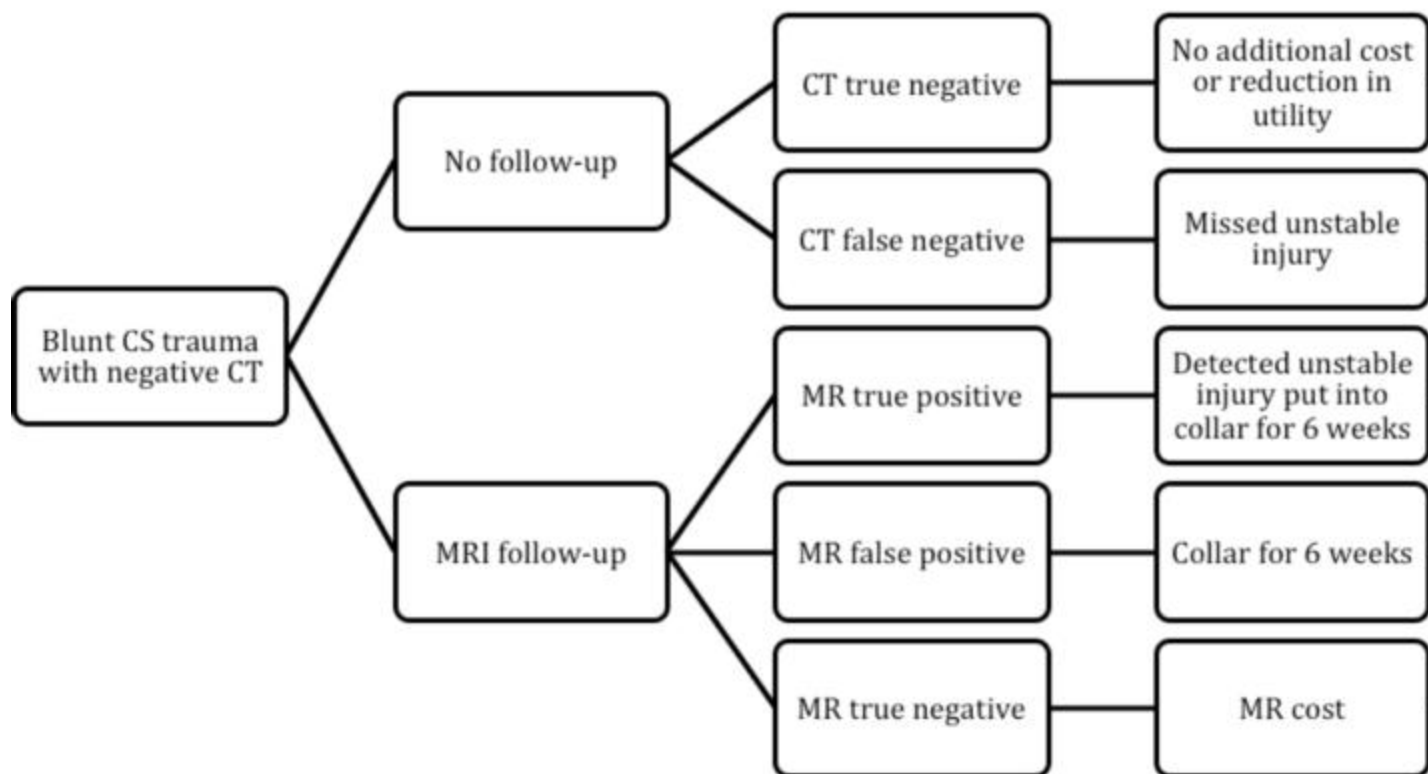 CT true negative
No additional cost
or reduction in
utility
No follow-up
CT false negative
Missed unstable
injury
Blunt CS trauma
with negative CT
MR true positive
Detected unstable
injury put into
collar for 6 weeks
MRI follow-up
MR false positive
Collar for 6 weeks
MR true negative
MR cost